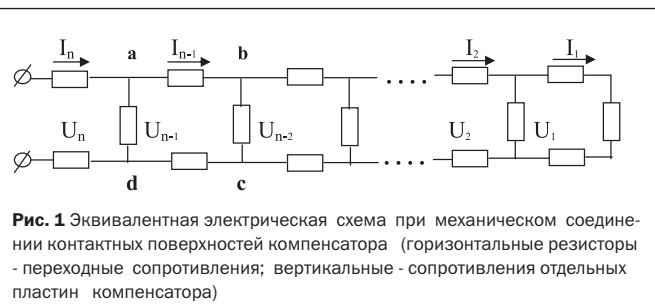 Iₙ a Iₙ₋₁ b I₂ I₁
....
Uₙ Uₙ₋₁ Uₙ₋₂ U₂ U₁
....
d c
Рис. 1 Эквивалентная электрическая схема при механическом соедине-
нии контактных поверхностей компенсатора (горизонтальные резисторы
- переходные сопротивления; вертикальные - сопротивления отдельных
пластин компенсатора)